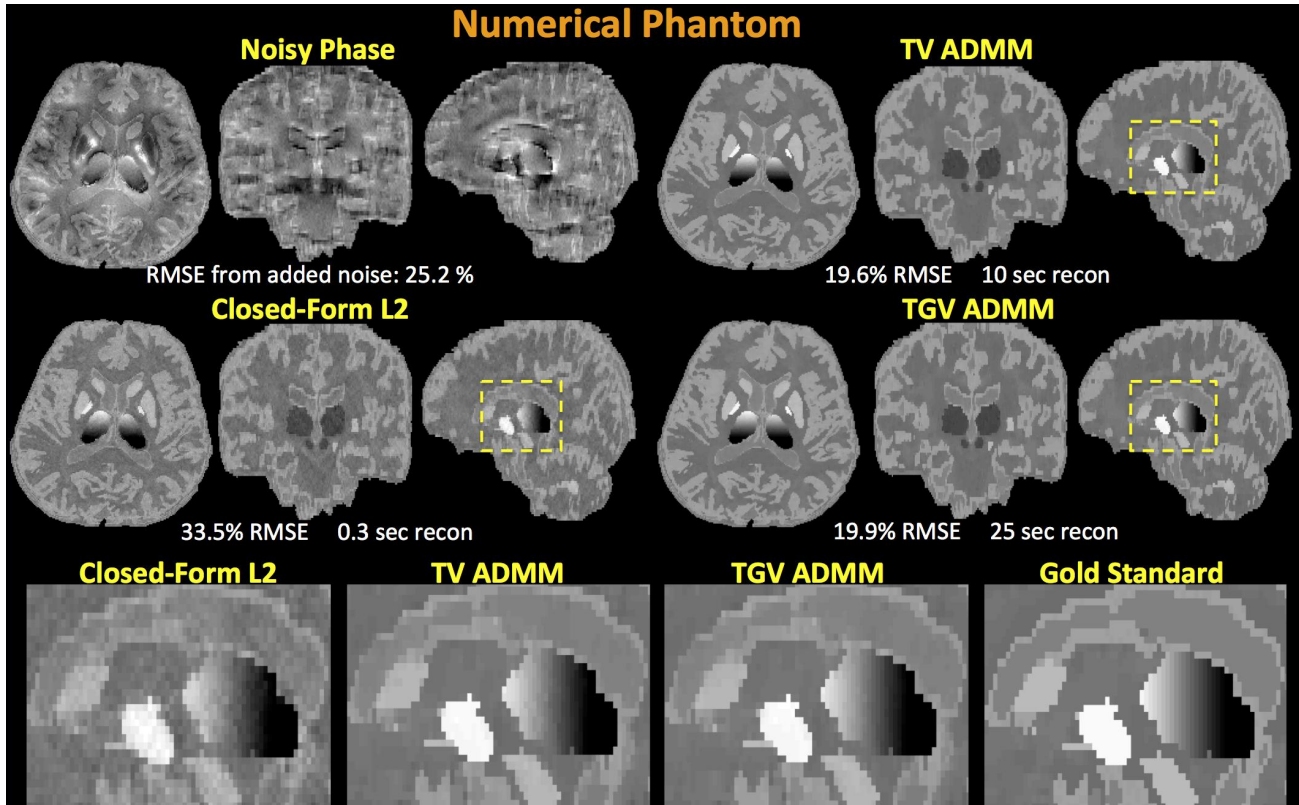 Numerical Phantom
Noisy Phase
TV ADMM
RMSE from added noise: 25.2 %
19.6% RMSE 10 sec recon
Closed-Form L2
TGV ADMM
33.5% RMSE 0.3 sec recon
19.9% RMSE 25 sec recon
Closed-Form L2
TV ADMM
TGV ADMM
Gold Standard